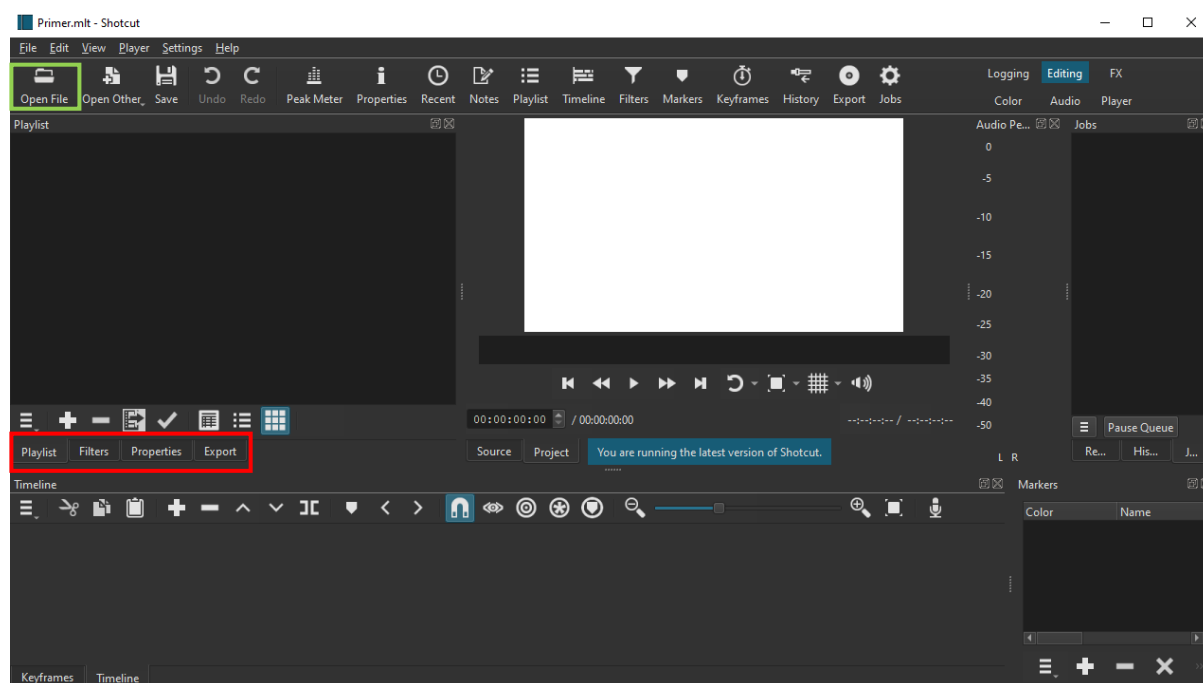 Primer.mlt - Shotcut
File Edit View Player Settings Help
Open File Open Other Save Undo Redo Peak Meter Properties Recent Notes Playlist Timeline Filters Markers Keyframes History Export Jobs
Logging Editing FX
Color Audio Player
Playlist
Audio Pe...
Jobs
0
-5
-10
-15
-20
-25
-30
-35
-40
-50
L R
00:00:00:00 / 00:00:00:00
--:--:--:-- / --:--:--:--
Pause Queue
Playlist Filters Properties Export
Source Project You are running the latest version of Shotcut.
Re... His... J...
Timeline
Markers
Color Name
Keyframes Timeline